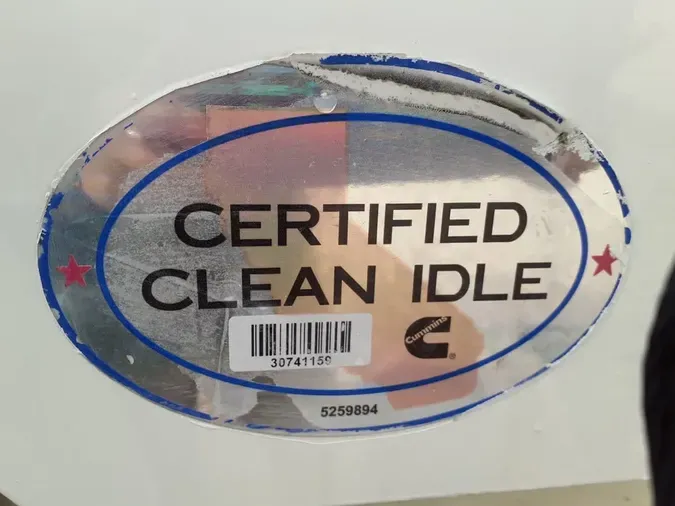 CERTIFIED
CLEAN IDLE
Cummins
30741159
5259894